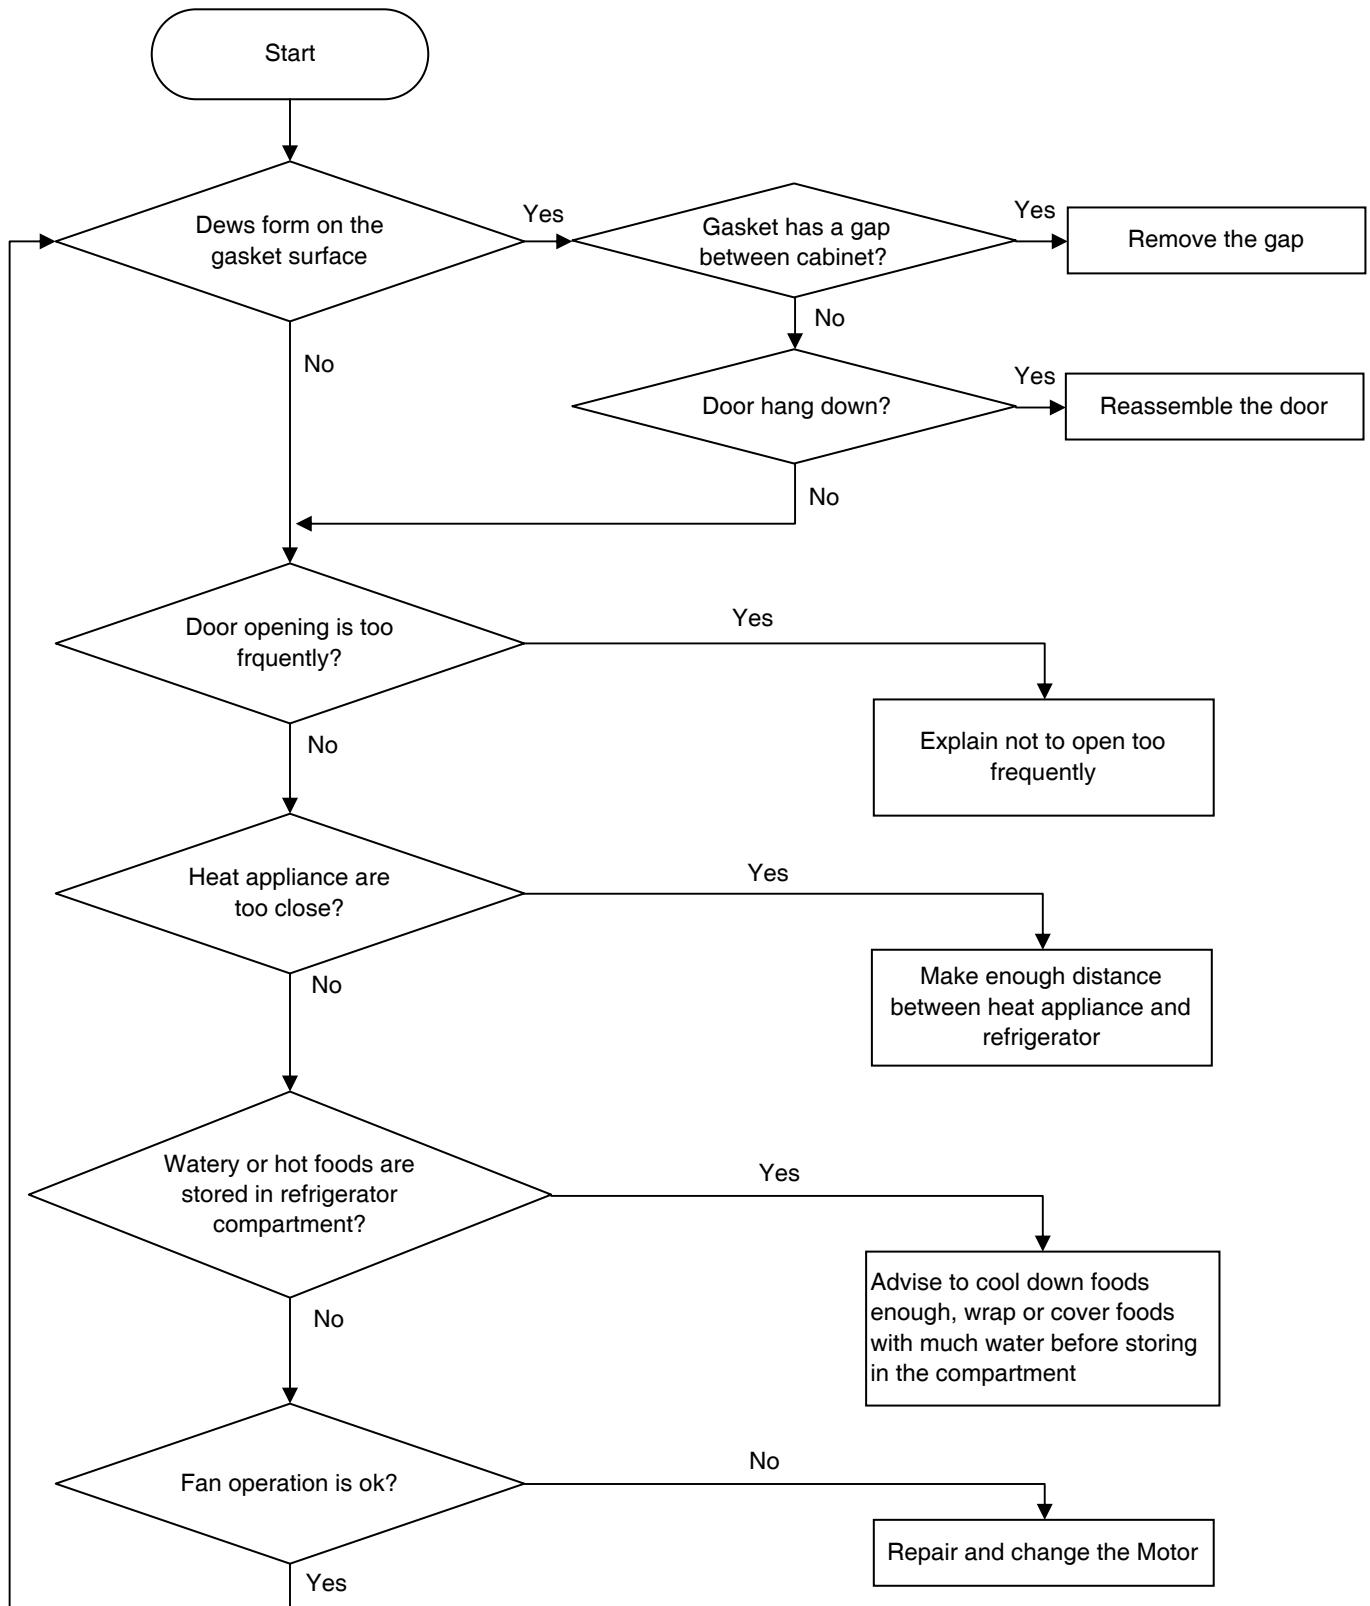 Start
Dews form on the
gasket surface
Yes
Gasket has a gap
between cabinet?
Yes
Remove the gap
No
No
Door hang down?
Yes
Reassemble the door
No
Door opening is too
frquently?
Yes
Explain not to open too
frequently
No
Heat appliance are
too close?
Yes
Make enough distance
between heat appliance and
refrigerator
No
Watery or hot foods are
stored in refrigerator
compartment?
Yes
Advise to cool down foods
enough, wrap or cover foods
with much water before storing
in the compartment
No
Fan operation is ok?
No
Repair and change the Motor
Yes